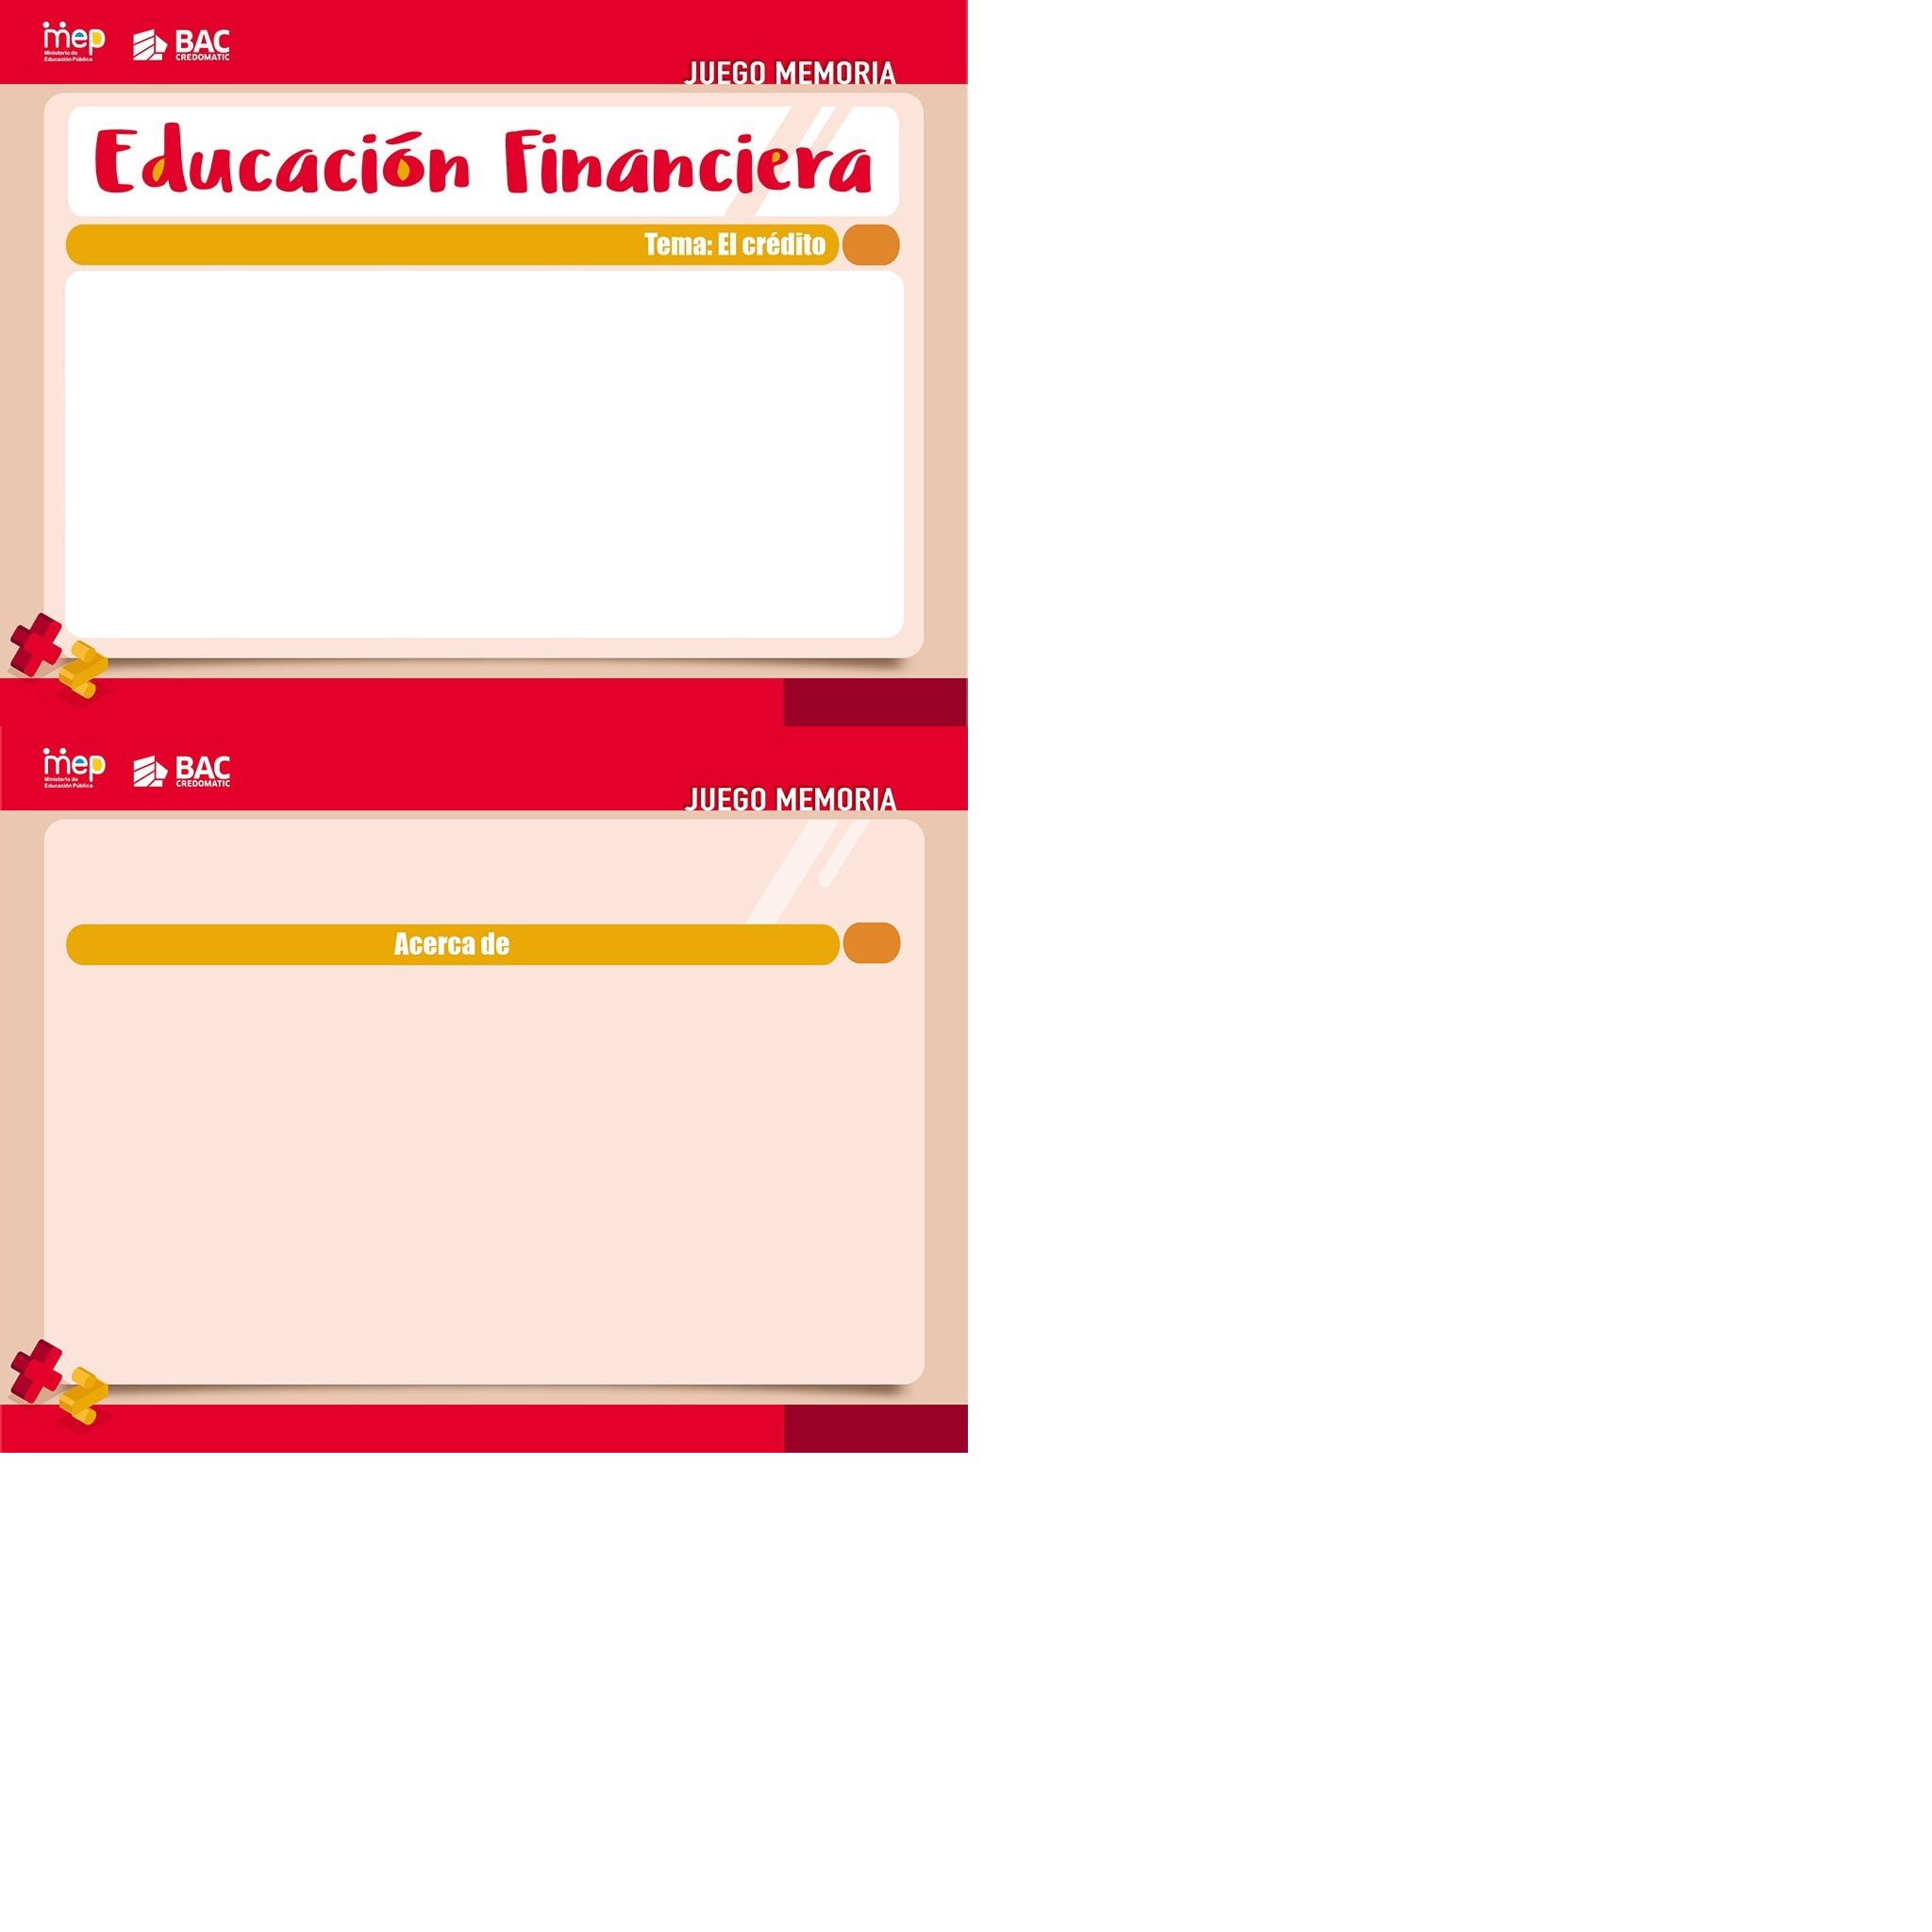 mep
Ministerio de
Educación Pública
BAC
CREDOMATIC
JUEGO MEMORIA
Educación Financiera
Tema: El crédito
mep
Ministerio de
Educación Pública
BAC
CREDOMATIC
JUEGO MEMORIA
Acerca de